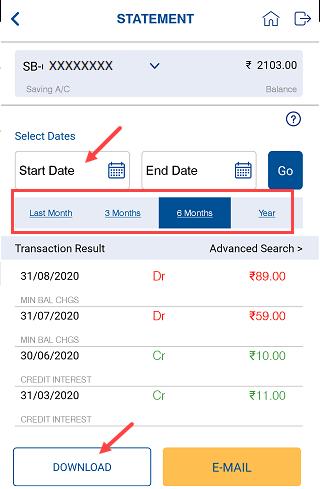 STATEMENT
SB-‹ XXXXXXXX ₹ 2103.00
Saving A/C Balance
?
Select Dates
Start Date End Date Go
Last Month 3 Months 6 Months Year
Transaction Result Advanced Search >
31/08/2020 Dr ₹89.00
MIN BAL CHGS
31/07/2020 Dr ₹59.00
MIN BAL CHGS
30/06/2020 Cr ₹10.00
CREDIT INTEREST
31/03/2020 Cr ₹11.00
CREDIT INTEREST
DOWNLOAD E-MAIL